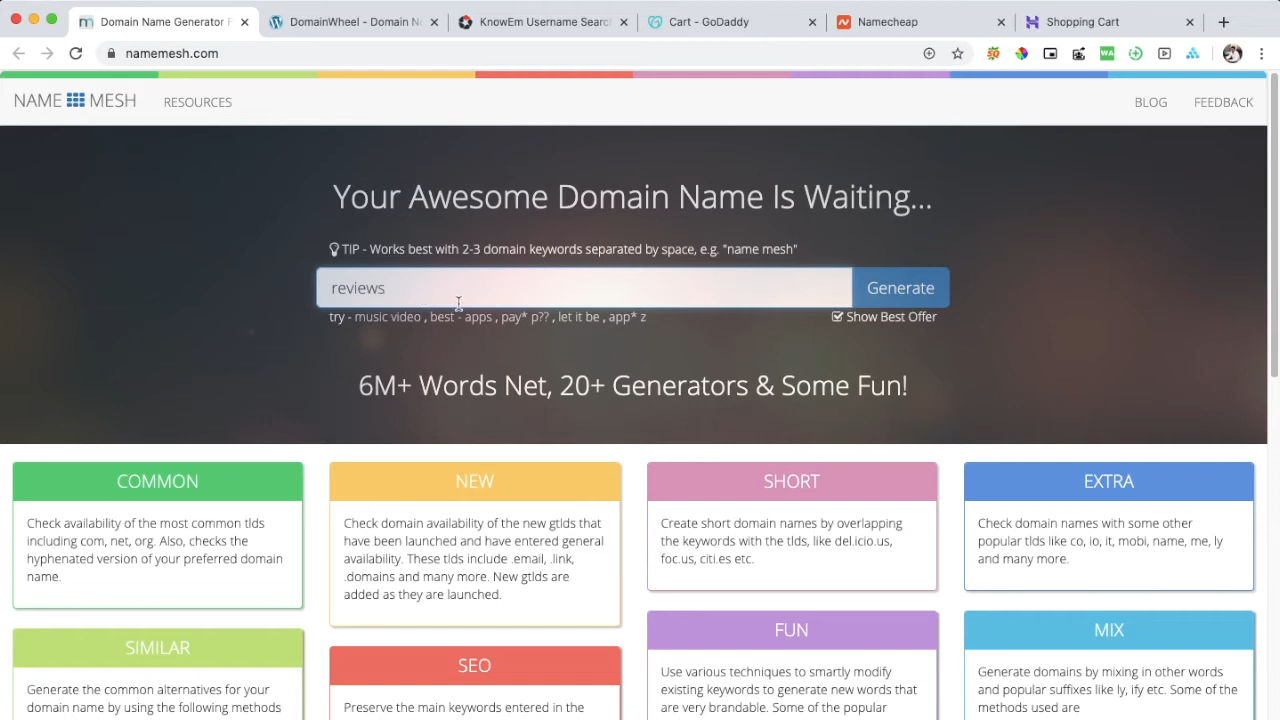 Domain Name Generator F
DomainWheel - Domain N
KnowEm Username Searc
Cart - GoDaddy
Namecheap
Shopping Cart
namemesh.com
NAME MESH
RESOURCES
BLOG
FEEDBACK
Your Awesome Domain Name Is Waiting...
TIP - Works best with 2-3 domain keywords separated by space, e.g. "name mesh"
reviews
Generate
try - music video , best - apps , pay* p?? , let it be , app* z
Show Best Offer
6M+ Words Net, 20+ Generators & Some Fun!
COMMON
Check availability of the most common tlds
including com, net, org. Also, checks the
hyphenated version of your preferred domain
name.
NEW
Check domain availability of the new gtlds that
have been launched and have entered general
availability. These tlds include .email, .link,
.domains and many more. New gtlds are
added as they are launched.
SHORT
Create short domain names by overlapping
the keywords with the tlds, like del.icio.us,
foc.us, citi.es etc.
EXTRA
Check domain names with some other
popular tlds like co, io, it, mobi, name, me, ly
and many more.
SIMILAR
Generate the common alternatives for your
domain name by using the following methods
SEO
Preserve the main keywords entered in the
FUN
Use various techniques to smartly modify
existing keywords to generate new words that
are very brandable. Some of the popular
MIX
Generate domains by mixing in other words
and popular suffixes like ly, ify etc. Some of the
methods used are